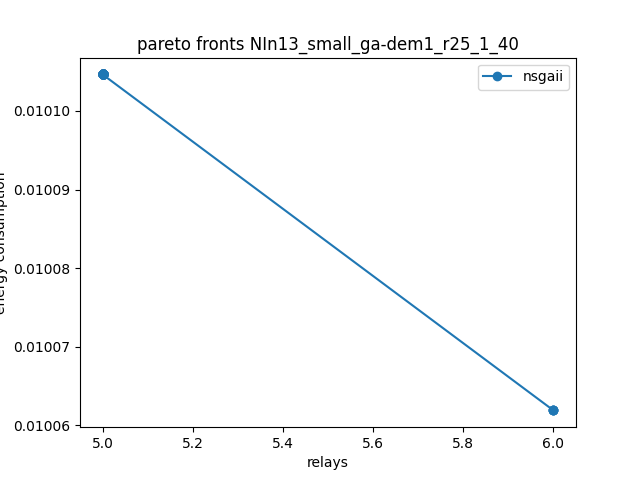 pareto fronts NIn13_small_ga-dem1_r25_1_40
nsgaii
0.01010
0.01009
0.01008
0.01007
0.01006
energy consumption
5.0 5.2 5.4 5.6 5.8 6.0
relays